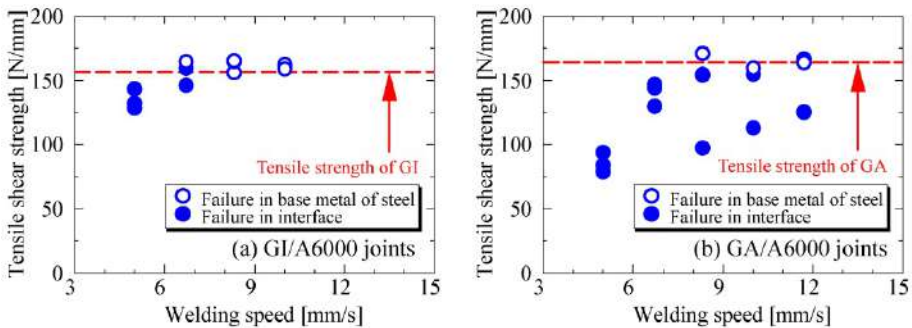 Tensile shear strength [N/mm]
200
150
100
50
0
Tensile strength of GI
Failure in base metal of steel
Failure in interface
(a) GI/A6000 joints
3
6
9
12
15
Welding speed [mm/s]
Tensile shear strength [N/mm]
200
150
100
50
0
Tensile strength of GA
Failure in base metal of steel
Failure in interface
(b) GA/A6000 joints
3
6
9
12
15
Welding speed [mm/s]